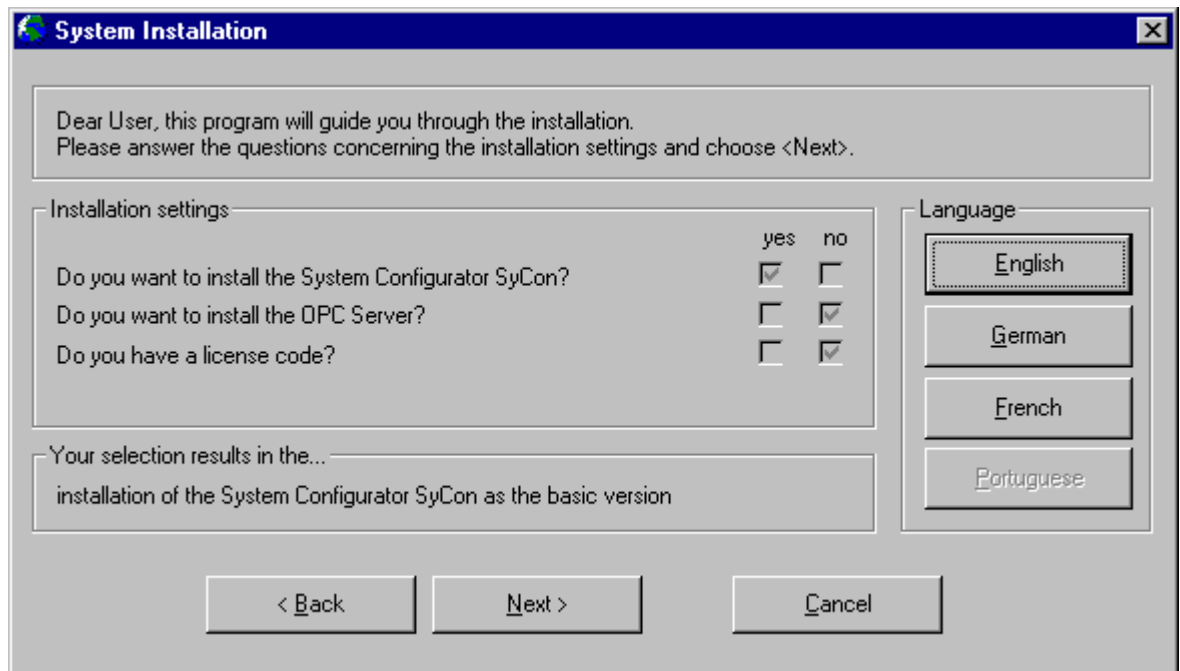 System Installation
Dear User, this program will guide you through the installation.
Please answer the questions concerning the installation settings and choose <Next>.
Installation settings
yes no
Do you want to install the System Configurator SyCon?
Do you want to install the OPC Server?
Do you have a license code?
Your selection results in the...
installation of the System Configurator SyCon as the basic version
Language
English
German
French
Portuguese
< Back
Next >
Cancel